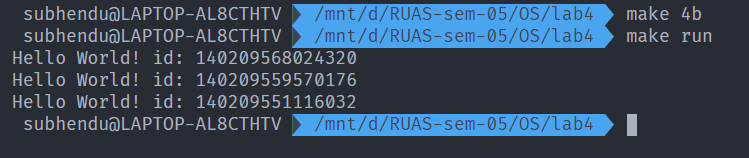 subhendu@LAPTOP-AL8CTHTV /mnt/d/RUAS-sem-05/OS/lab4 make 4b
subhendu@LAPTOP-AL8CTHTV /mnt/d/RUAS-sem-05/OS/lab4 make run
Hello World! id: 140209568024320
Hello World! id: 140209559570176
Hello World! id: 140209551116032
subhendu@LAPTOP-AL8CTHTV /mnt/d/RUAS-sem-05/OS/lab4